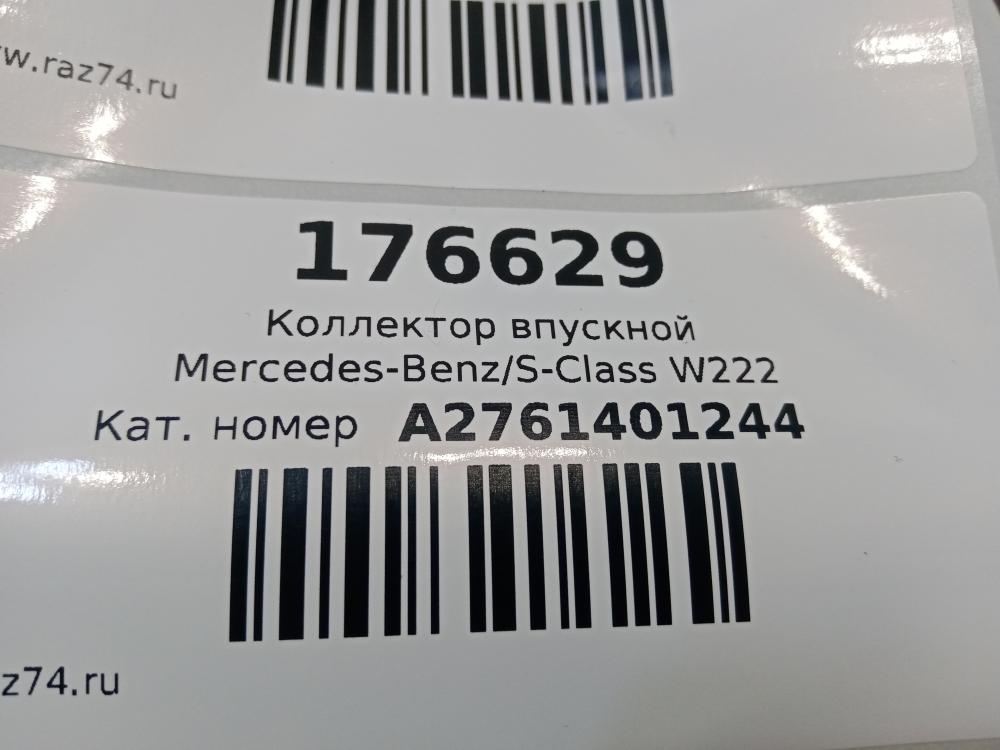 w.raz74.ru
176629
Коллектор впускной
Mercedes-Benz/S-Class W222
Кат. номер A2761401244
z74.ru